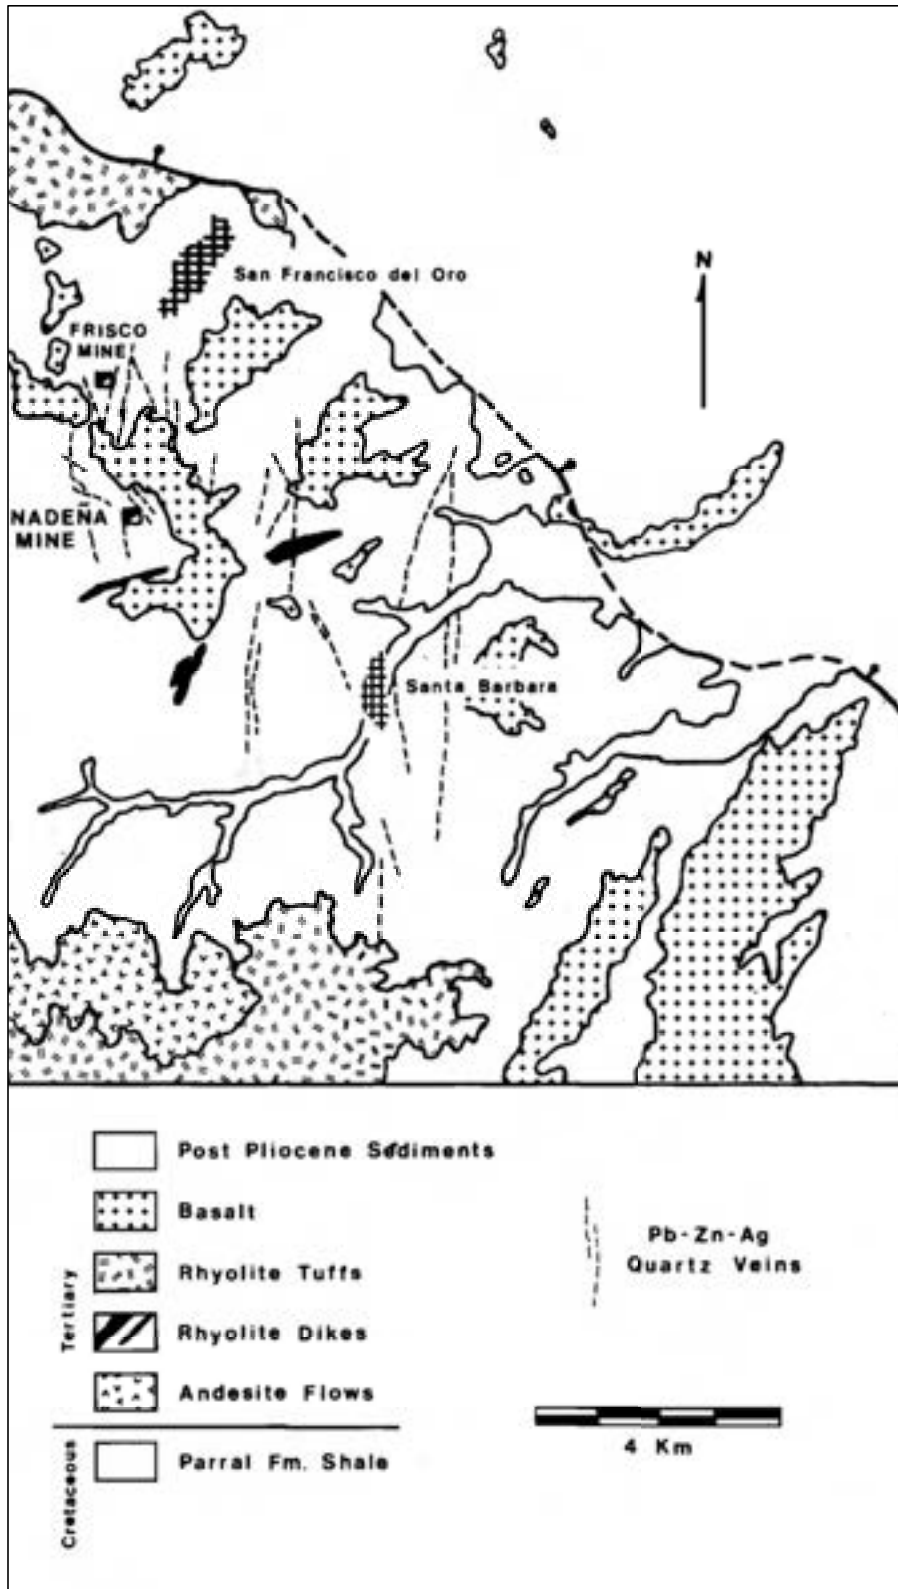 N
San Francisco del Oro
FRISCO
MINE
NADENA
MINE
Santa Barbara
Post Pliocene Sediments
Basalt
Rhyolite Tuffs
Rhyolite Dikes
Andesite Flows
Parral Fm. Shale
Tertiary
Cretaceous
Pb-Zn-Ag
Quartz Veins
4 Km